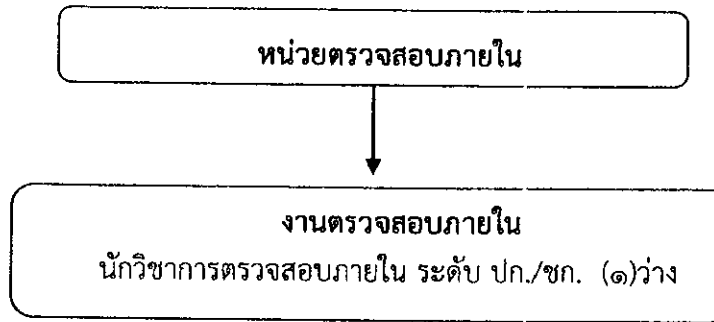 หน่วยตรวจสอบภายใน
งานตรวจสอบภายใน
นักวิชาการตรวจสอบภายใน ระดับ ปก./ชก. (๑)ว่าง